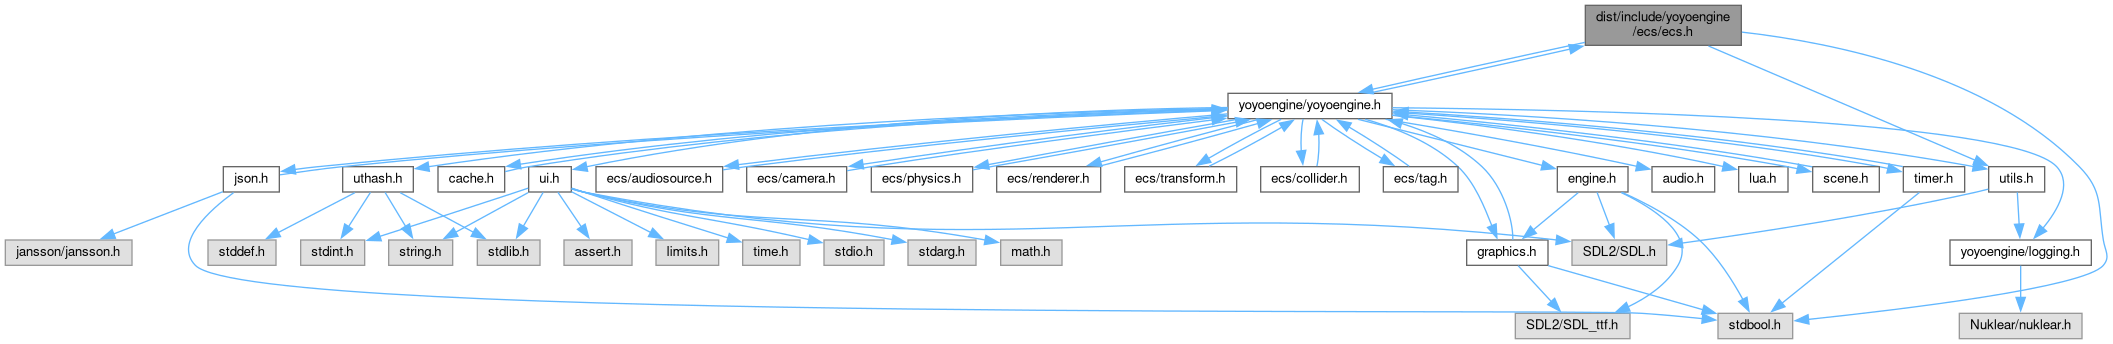 dist/include/yoyoengine
/ecs/ecs.h
yoyoengine/yoyoengine.h
json.h
uthash.h
cache.h
ui.h
ecs/audiosource.h
ecs/camera.h
ecs/physics.h
ecs/renderer.h
ecs/transform.h
ecs/collider.h
ecs/tag.h
engine.h
audio.h
lua.h
scene.h
timer.h
utils.h
jansson/jansson.h
stddef.h
stdint.h
string.h
stdlib.h
assert.h
limits.h
time.h
stdio.h
stdarg.h
math.h
graphics.h
SDL2/SDL.h
yoyoengine/logging.h
SDL2/SDL_ttf.h
stdbool.h
Nuklear/nuklear.h